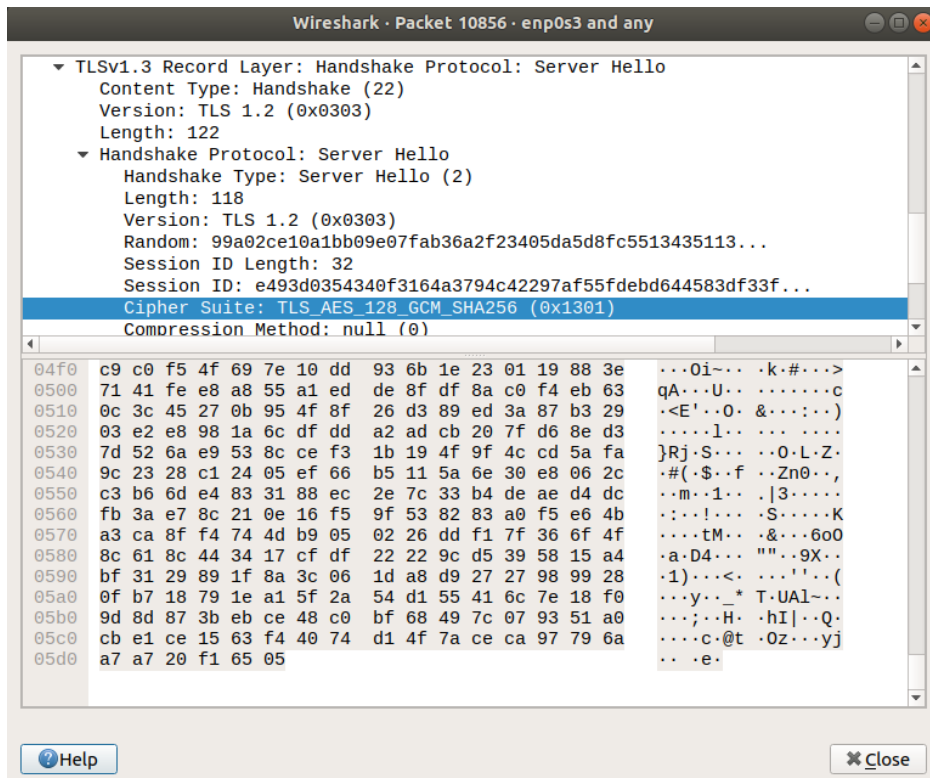 Wireshark · Packet 10856 · enp0s3 and any
TLSv1.3 Record Layer: Handshake Protocol: Server Hello
Content Type: Handshake (22)
Version: TLS 1.2 (0x0303)
Length: 122
Handshake Protocol: Server Hello
Handshake Type: Server Hello (2)
Length: 118
Version: TLS 1.2 (0x0303)
Random: 99a02ce10a1bb09e07fab36a2f23405da5d8fc5513435113...
Session ID Length: 32
Session ID: e493d0354340f3164a3794c42297af55fdebd644583df33f...
Cipher Suite: TLS_AES_128_GCM_SHA256 (0x1301)
Compression Method: null (0)
04f0 c9 c0 f5 4f 69 7e 10 dd 93 6b 1e 23 01 19 88 3e ···Oi~·· ·k·#···>
0500 71 41 fe e8 a8 55 a1 ed de 8f df 8a c0 f4 eb 63 qA···U·· ·······c
0510 0c 3c 45 27 0b 95 4f 8f 26 d3 89 ed 3a 87 b3 29 ·<E'··O· &···:··)
0520 03 e2 e8 98 1a 6c df dd a2 ad cb 20 7f d6 8e d3 ·····l·· ··· ····
0530 7d 52 6a e9 53 8c ce f3 1b 19 4f 9f 4c cd 5a fa }Rj·S··· ··O·L·Z·
0540 9c 23 28 c1 24 05 ef 66 b5 11 5a 6e 30 e8 06 2c ·#(·$··f ··Zn0··,
0550 c3 b6 6d e4 83 31 88 ec 2e 7c 33 b4 de ae d4 dc ··m··1·· .|3·····
0560 fb 3a e7 8c 21 0e 16 f5 9f 53 82 83 a0 f5 e6 4b ·:··!··· ·S·····K
0570 a3 ca 8f f4 74 4d b9 05 02 26 dd f1 7f 36 6f 4f ····tM·· ·&···6oO
0580 8c 61 8c 44 34 17 cf df 22 22 9c d5 39 58 15 a4 ·a·D4··· ""··9X··
0590 bf 31 29 89 1f 8a 3c 06 1d a8 d9 27 27 98 99 28 ·1)···<· ···''··(
05a0 0f b7 18 79 1e a1 5f 2a 54 d1 55 41 6c 7e 18 f0 ···y··_* T·UAl~··
05b0 9d 8d 87 3b eb ce 48 c0 bf 68 49 7c 07 93 51 a0 ···;··H· ·hI|··Q·
05c0 cb e1 ce 15 63 f4 40 74 d1 4f 7a ce ca 97 79 6a ····c·@t ·Oz···yj
05d0 a7 a7 20 f1 65 05 ·· ·e·
Help
Close